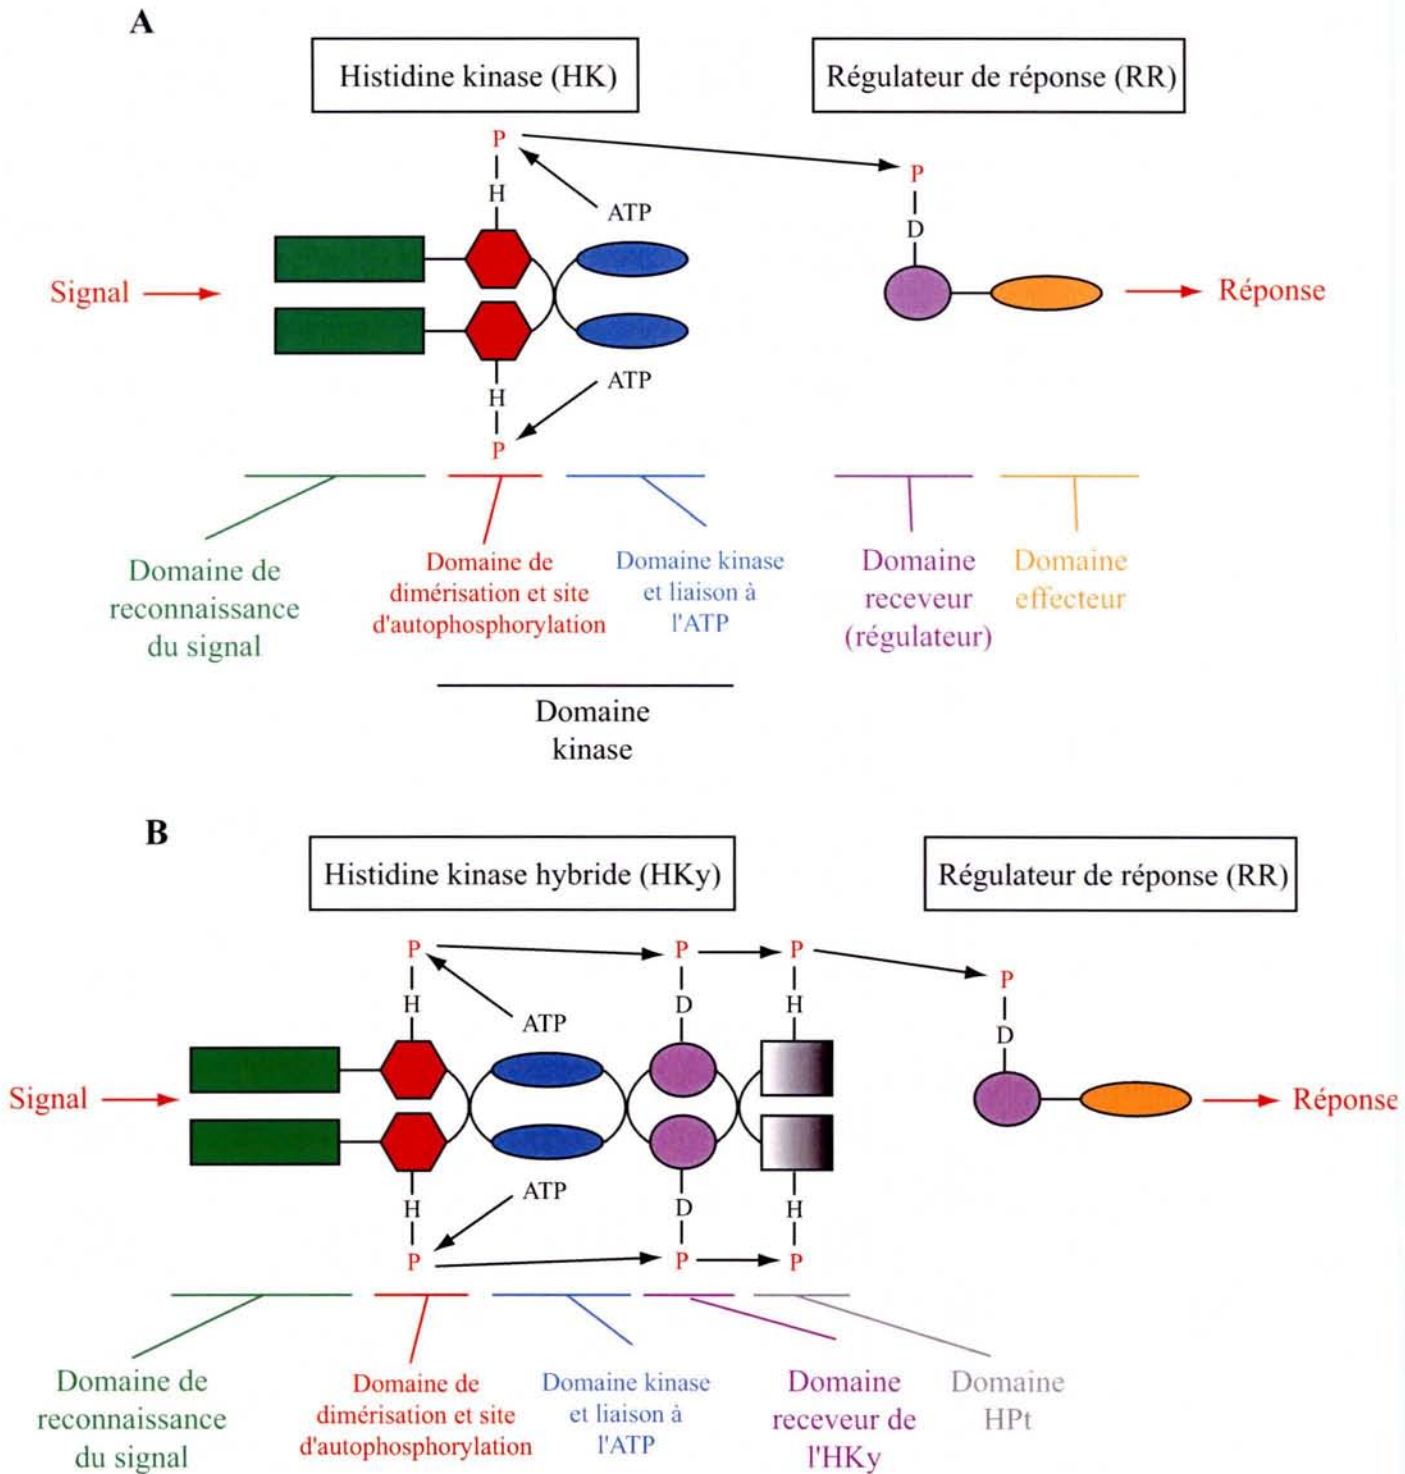 A
Histidine kinase (HK)
Régulateur de réponse (RR)
P
H
ATP
P
D
Signal
Réponse
ATP
H
P
Domaine de
reconnaissance
du signal
Domaine de
dimérisation et site
d'autophosphorylation
Domaine kinase
et liaison à
l'ATP
Domaine
receveur
(régulateur)
Domaine
effecteur
Domaine
kinase
B
Histidine kinase hybride (HKy)
Régulateur de réponse (RR)
P
P
P
P
H
D
H
D
ATP
Signal
Réponse
ATP
H
D
H
P
P
P
Domaine de
reconnaissance
du signal
Domaine de
dimérisation et site
d'autophosphorylation
Domaine kinase
et liaison à
l'ATP
Domaine
receveur de
l'HKy
Domaine
HPt